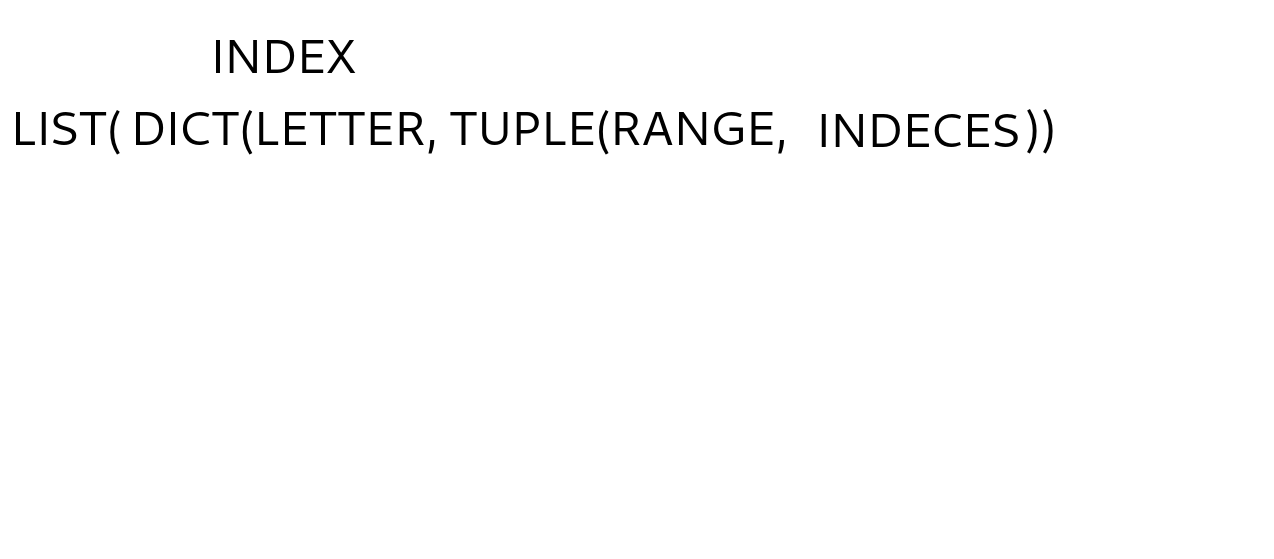 INDEX
LIST( DICT(LETTER, TUPLE(RANGE, INDECES))